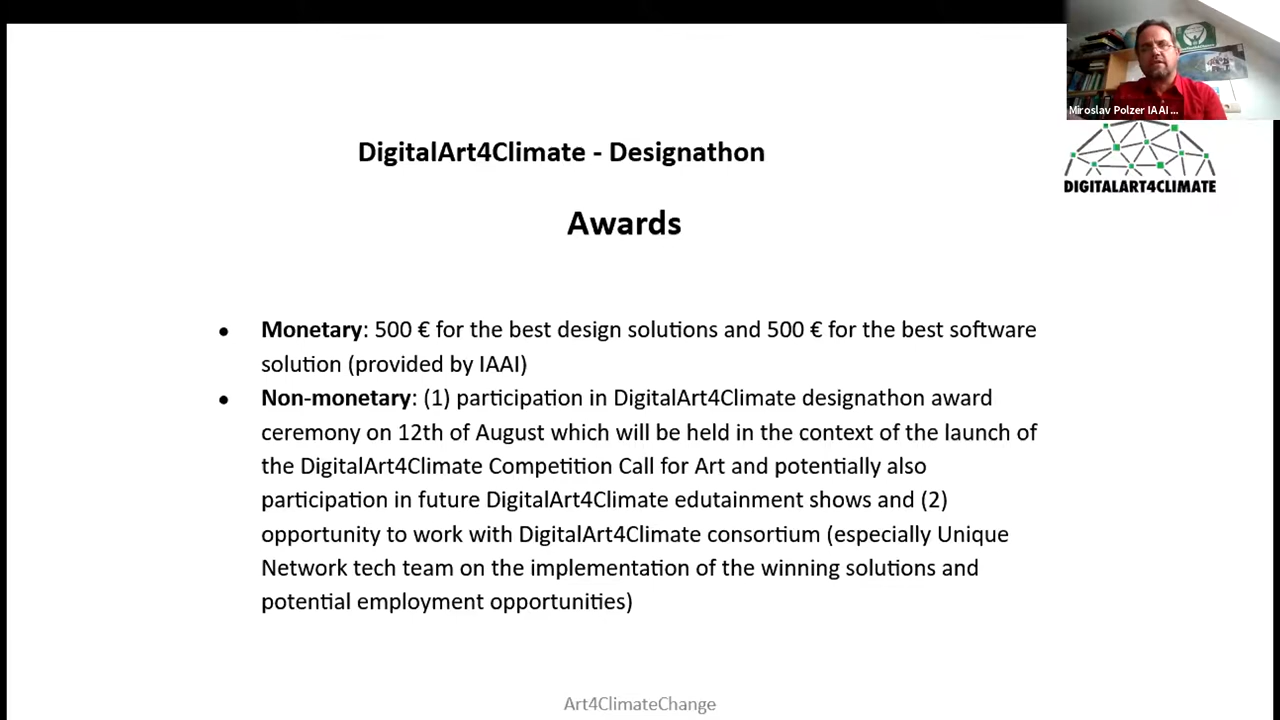 Miroslav Polzer IAAI ...
DIGITALART4CLIMATE
DigitalArt4Climate - Designathon
Awards
• Monetary: 500 € for the best design solutions and 500 € for the best software
solution (provided by IAAI)
• Non-monetary: (1) participation in DigitalArt4Climate designathon award
ceremony on 12th of August which will be held in the context of the launch of
the DigitalArt4Climate Competition Call for Art and potentially also
participation in future DigitalArt4Climate edutainment shows and (2)
opportunity to work with DigitalArt4Climate consortium (especially Unique
Network tech team on the implementation of the winning solutions and
potential employment opportunities)
Art4ClimateChange